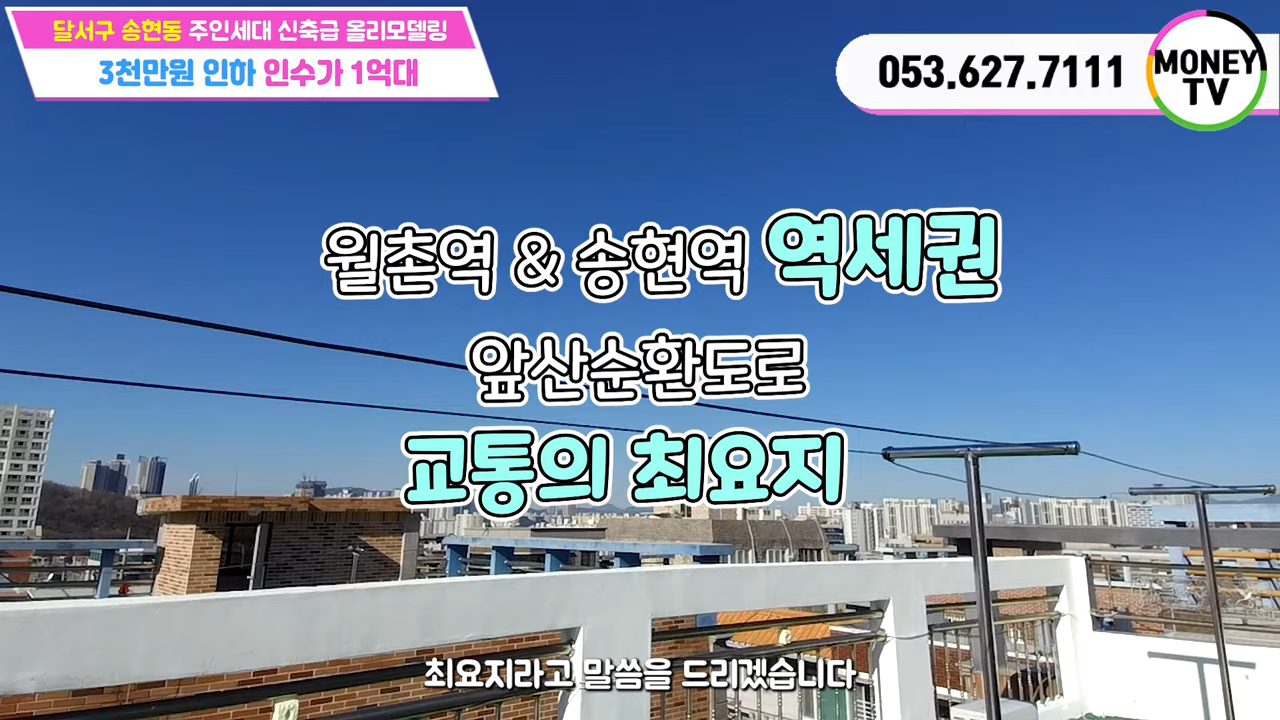 달서구 송현동 주인세대 신축급 올리모델링
3천만원 인하 인수가 1억대
053.627.7111
MONEY
TV
월촌역 & 송현역 역세권
앞산순환도로
교통의 최요지
최요지라고 말씀을 드리겠습니다